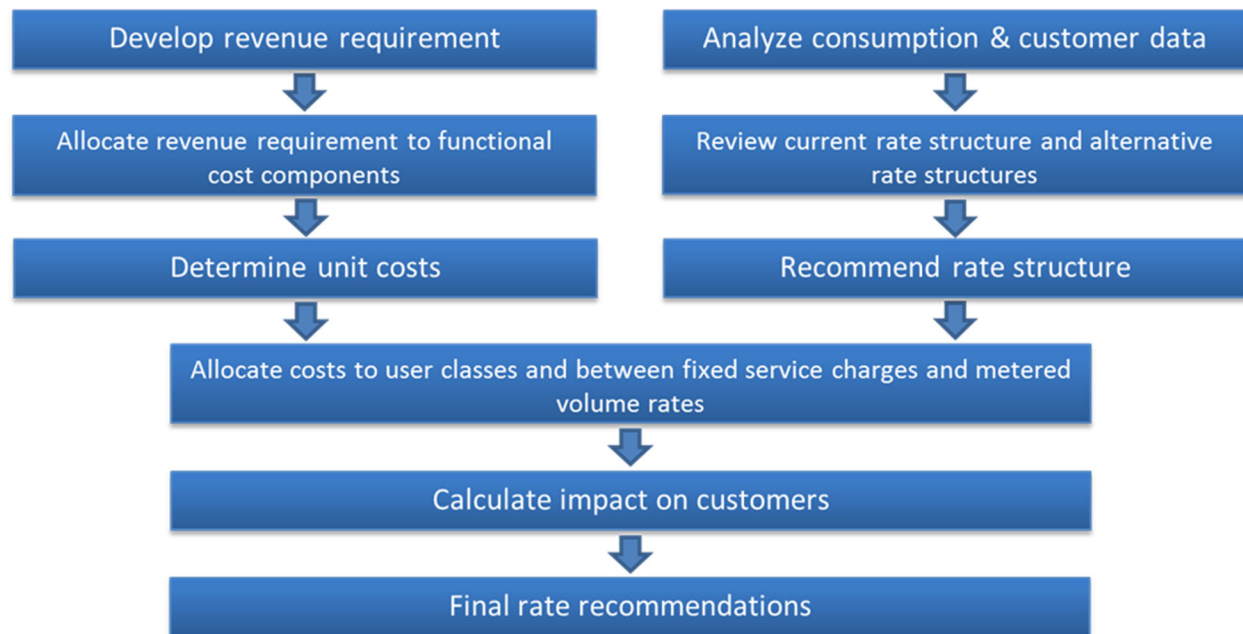 Develop revenue requirement
Analyze consumption & customer data
Allocate revenue requirement to functional
cost components
Review current rate structure and alternative
rate structures
Determine unit costs
Recommend rate structure
Allocate costs to user classes and between fixed service charges and metered
volume rates
Calculate impact on customers
Final rate recommendations